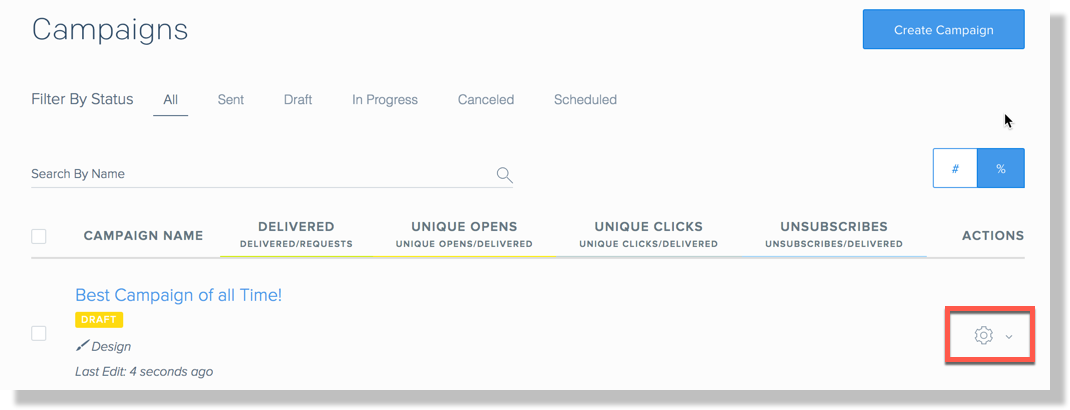 Campaigns
Create Campaign
Filter By Status All Sent Draft In Progress Canceled Scheduled
Search By Name
# %
CAMPAIGN NAME DELIVERED UNIQUE OPENS UNIQUE CLICKS UNSUBSCRIBES ACTIONS
DELIVERED/REQUESTS UNIQUE OPENS/DELIVERED UNIQUE CLICKS/DELIVERED UNSUBSCRIBES/DELIVERED
Best Campaign of all Time!
DRAFT
Design
Last Edit: 4 seconds ago